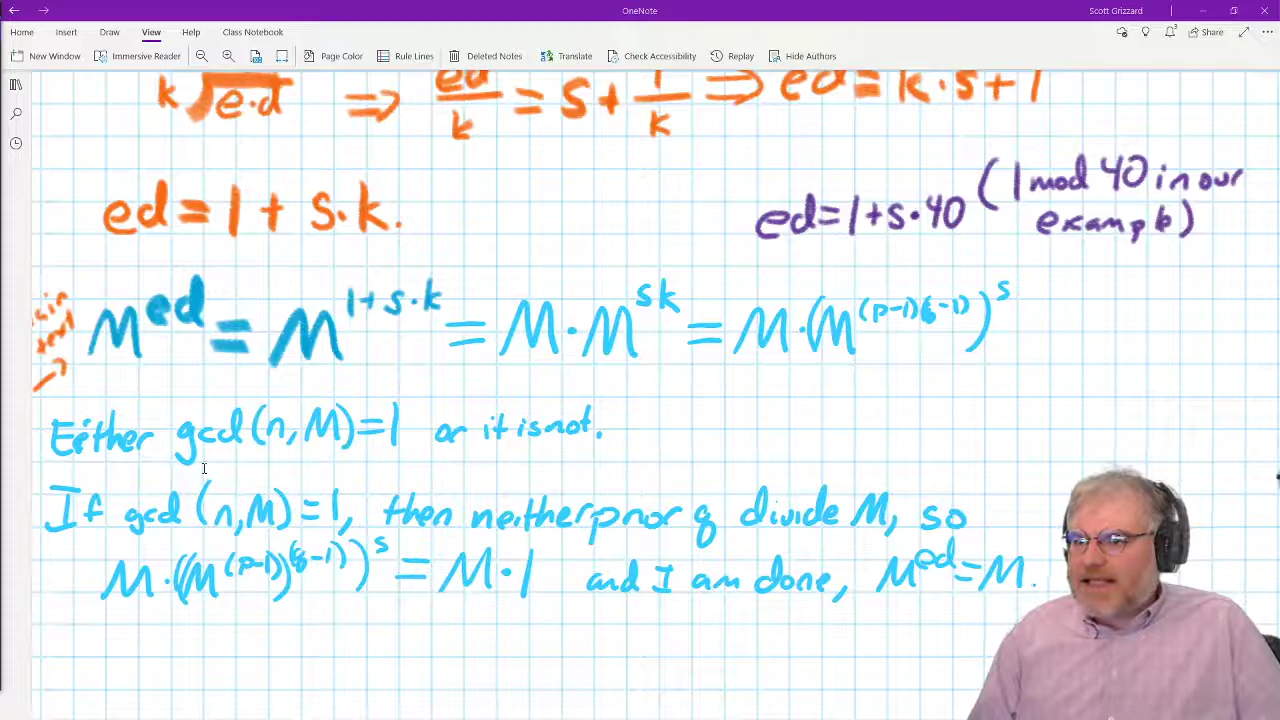 OneNote
Scott Grizzard
Home Insert Draw View Help Class Notebook
Share
New Window Immersive Reader Page Color Rule Lines Deleted Notes Translate Check Accessibility Replay Hide Authors
k√e·d ⇒ ed/k = s + 1/k ⇒ ed = k·s+1
ed = 1 + s·k.
ed=1+s·40 (1 mod 40 in our example)
M^ed = M^(1+s·k) = M·M^(sk) = M·(M^((p-1)(q-1)))^s
Either gcd(n,M)=1 or it is not.
If gcd(n,M)=1, then neither p nor q divide M, so
M·((M^(p-1))^(q-1))^s = M·1 and I am done, M^ed=M.